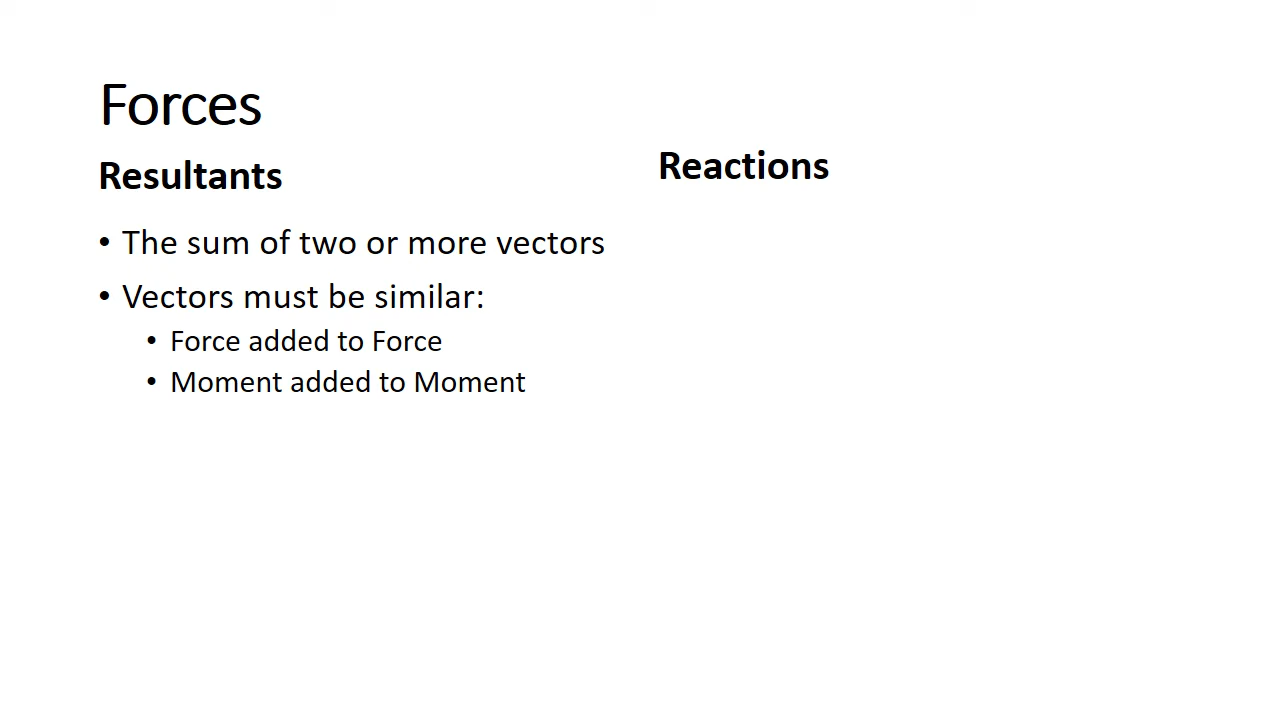 Forces
Resultants
• The sum of two or more vectors
• Vectors must be similar:
• Force added to Force
• Moment added to Moment
Reactions